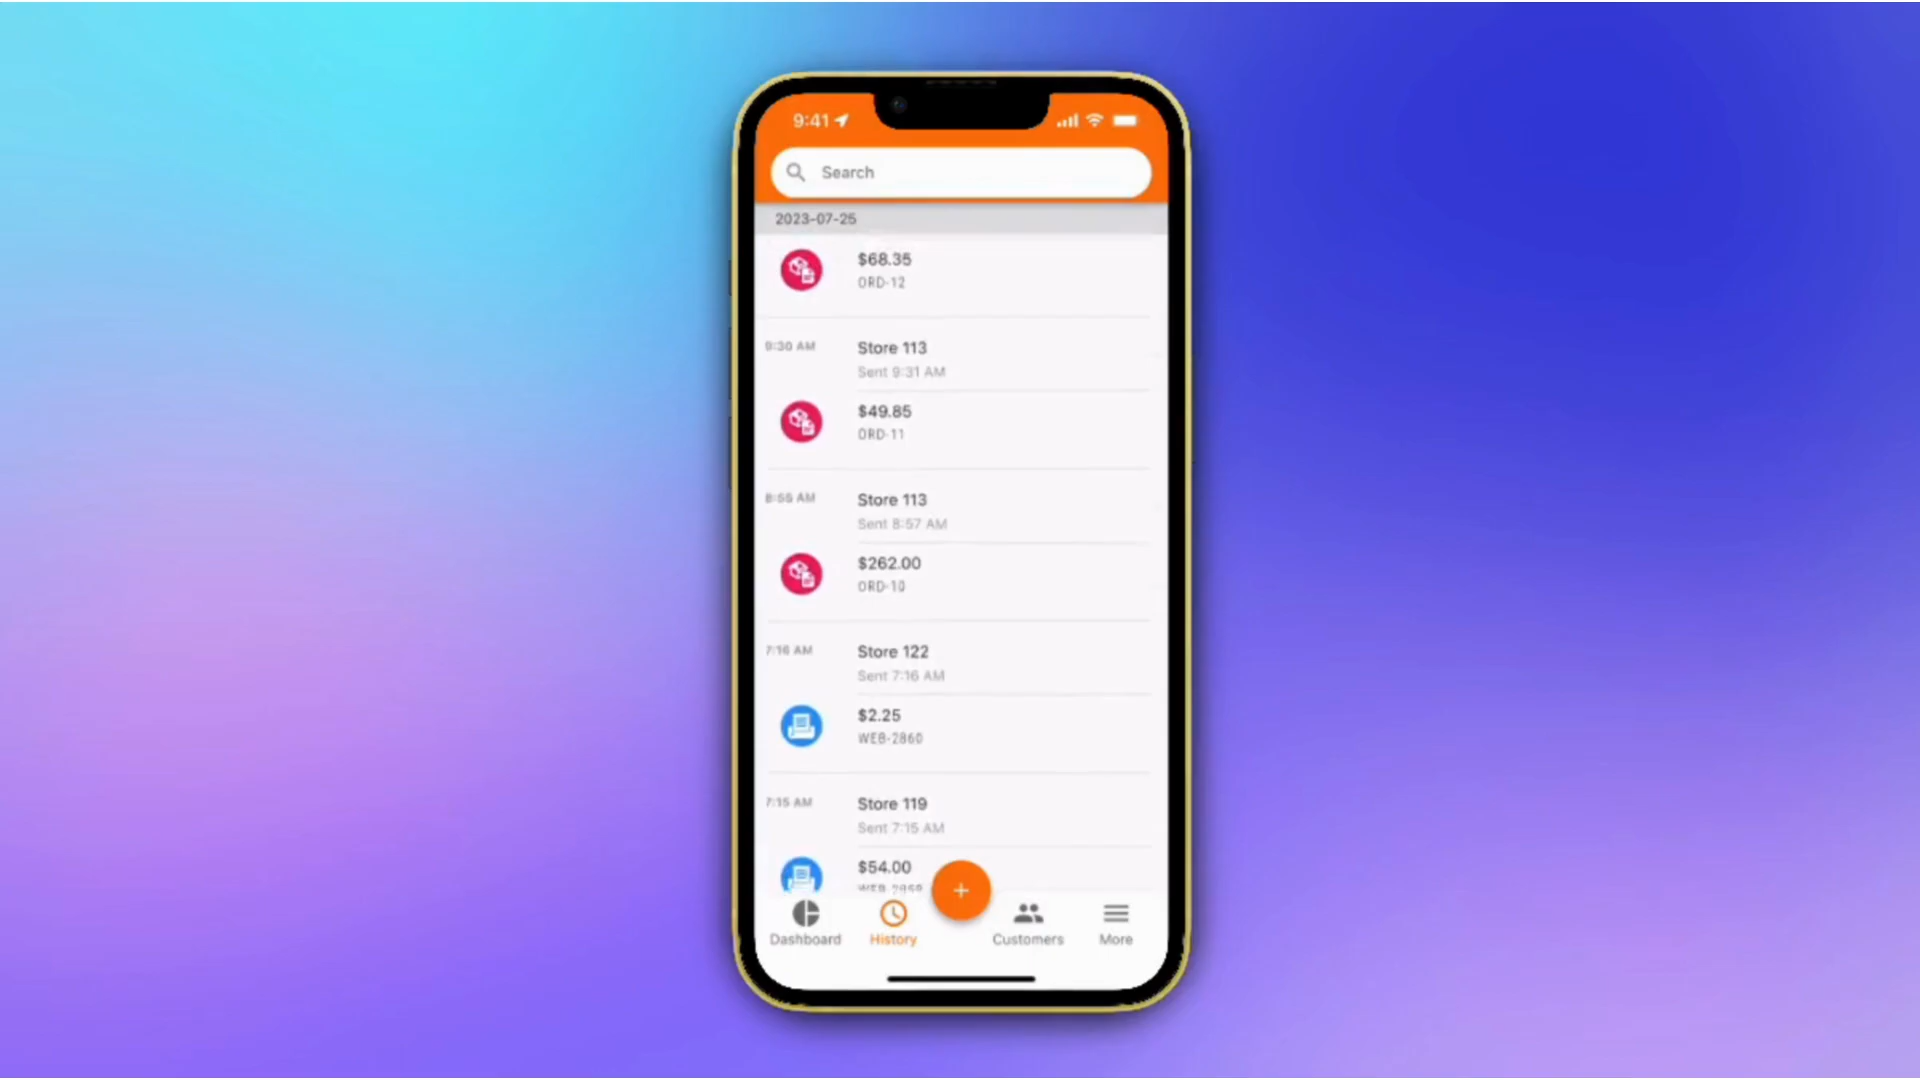 9:41
Search
2023-07-25
$68.35
ORD-12
9:30 AM
Store 113
Sent 9:31 AM
$49.85
ORD-11
8:55 AM
Store 113
Sent 8:57 AM
$262.00
ORD-10
7:16 AM
Store 122
Sent 7:16 AM
$2.25
WEB-2860
7:15 AM
Store 119
Sent 7:15 AM
$54.00
WEB-2859
+
Dashboard
History
Customers
More